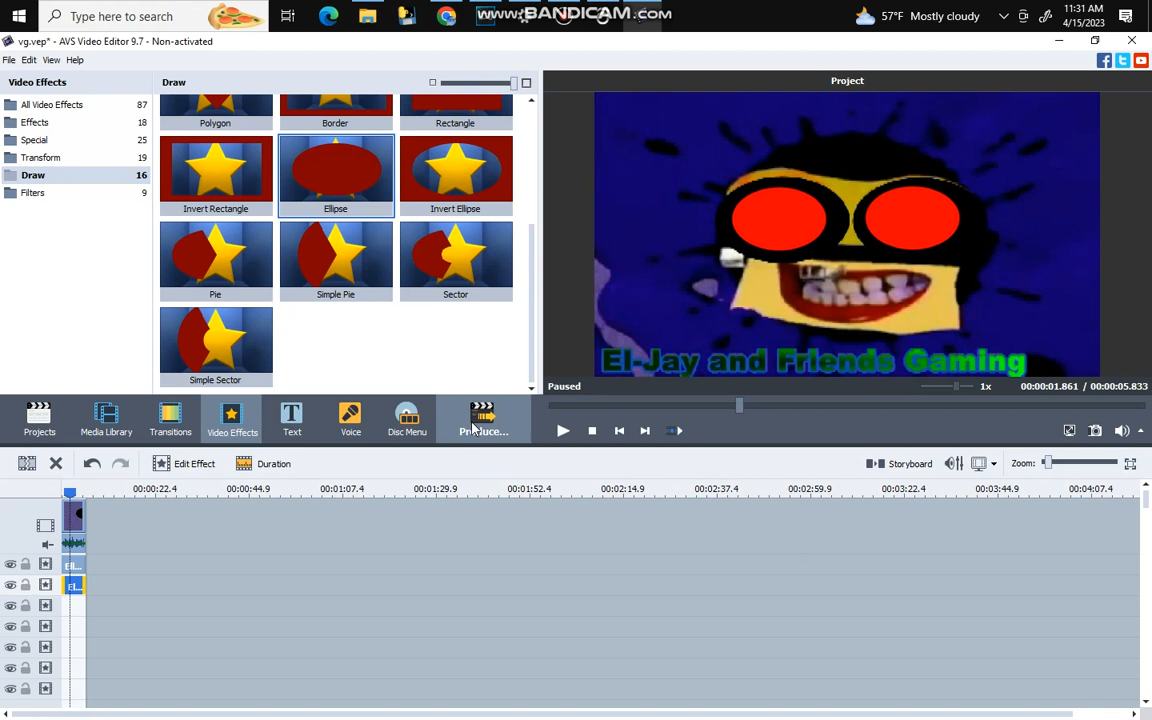 Type here to search
www.BANDICAM.com
57°F Mostly cloudy
11:31 AM
4/15/2023
vg.vep* - AVS Video Editor 9.7 - Non-activated
File Edit View Help
Video Effects
All Video Effects 87
Effects 18
Special 25
Transform 19
Draw 16
Filters 9
Draw
Polygon Border Rectangle
Invert Rectangle Ellipse Invert Ellipse
Pie Simple Pie Sector
Simple Sector
Project
El-Jay and Friends Gaming
Paused 1x 00:00:01.861 / 00:00:05.833
Projects Media Library Transitions Video Effects Text Voice Disc Menu Produce...
Edit Effect Duration Storyboard Zoom:
00:00:22.4 00:00:44.9 00:01:07.4 00:01:29.9 00:01:52.4 00:02:14.9 00:02:37.4 00:02:59.9 00:03:22.4 00:03:44.9 00:04:07.4
El...
El...